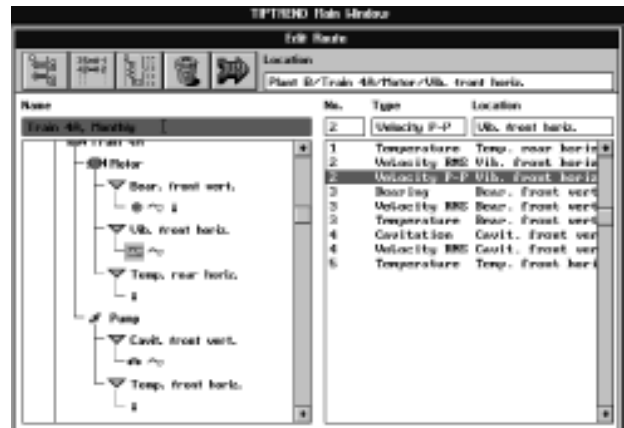 TIPTREND Main Window
Edit Route
Location
Plant B/Train 4A/Motor/Vib. front horiz.
Name
No. Type Location
Train 4A, Monthly
2 Velocity P-P Vib. front horiz.
Train 4A
Motor
Bear. front vert.
Vib. front horiz.
Temp. rear horiz.
Pump
Cavit. front vert.
Temp. front horiz.
1 Temperature Temp. rear horiz
2 Velocity RMS Vib. front horiz
2 Velocity P-P Vib. front horiz
3 Bearing Bear. front vert
3 Velocity RMS Bear. front vert
3 Temperature Bear. front vert
4 Cavitation Cavit. front ver
4 Velocity RMS Cavit. front ver
5 Temperature Temp. front hori